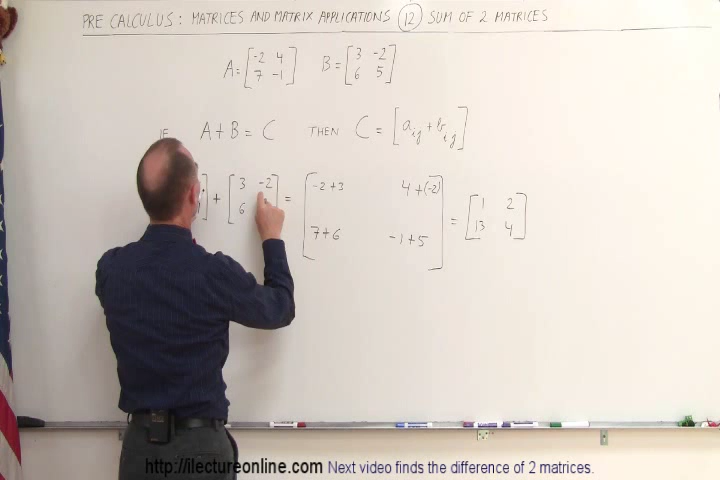 PRE CALCULUS: MATRICES AND MATRIX APPLICATIONS 12 SUM OF 2 MATRICES
A = [-2 4
7 -1] B = [3 -2
6 5]
IF A + B = C THEN C = [a_ij + b_ij]
+ [3 -2
6] = [-2+3 4+(-2)
7+6 -1+5] = [1 2
13 4]
http://ilectureonline.com Next video finds the difference of 2 matrices.